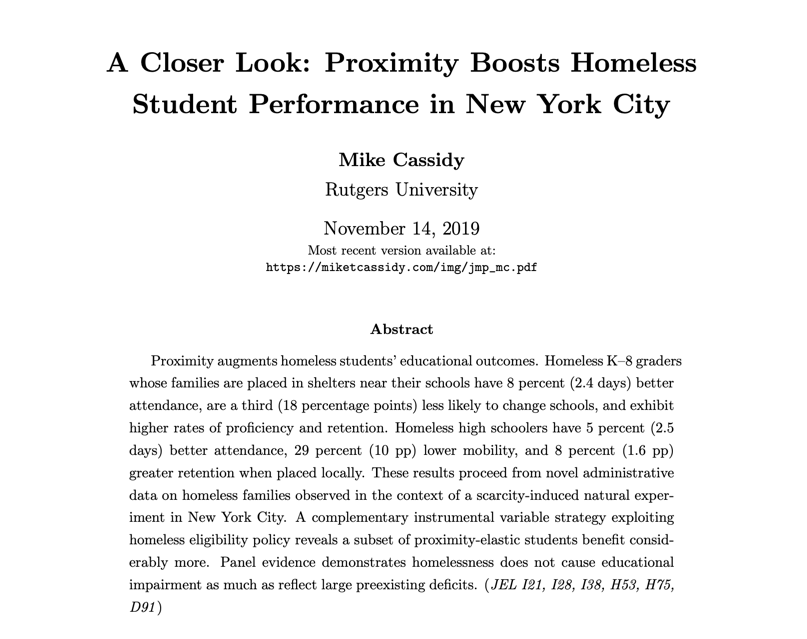 A Closer Look: Proximity Boosts Homeless
Student Performance in New York City
Mike Cassidy
Rutgers University
November 14, 2019
Most recent version available at:
https://miketcassidy.com/img/jmp_mc.pdf
Abstract
Proximity augments homeless students' educational outcomes. Homeless K–8 graders
whose families are placed in shelters near their schools have 8 percent (2.4 days) better
attendance, are a third (18 percentage points) less likely to change schools, and exhibit
higher rates of proficiency and retention. Homeless high schoolers have 5 percent (2.5
days) better attendance, 29 percent (10 pp) lower mobility, and 8 percent (1.6 pp)
greater retention when placed locally. These results proceed from novel administrative
data on homeless families observed in the context of a scarcity-induced natural exper-
iment in New York City. A complementary instrumental variable strategy exploiting
homeless eligibility policy reveals a subset of proximity-elastic students benefit consid-
erably more. Panel evidence demonstrates homelessness does not cause educational
impairment as much as reflect large preexisting deficits. (JEL I21, I28, I38, H53, H75,
D91)